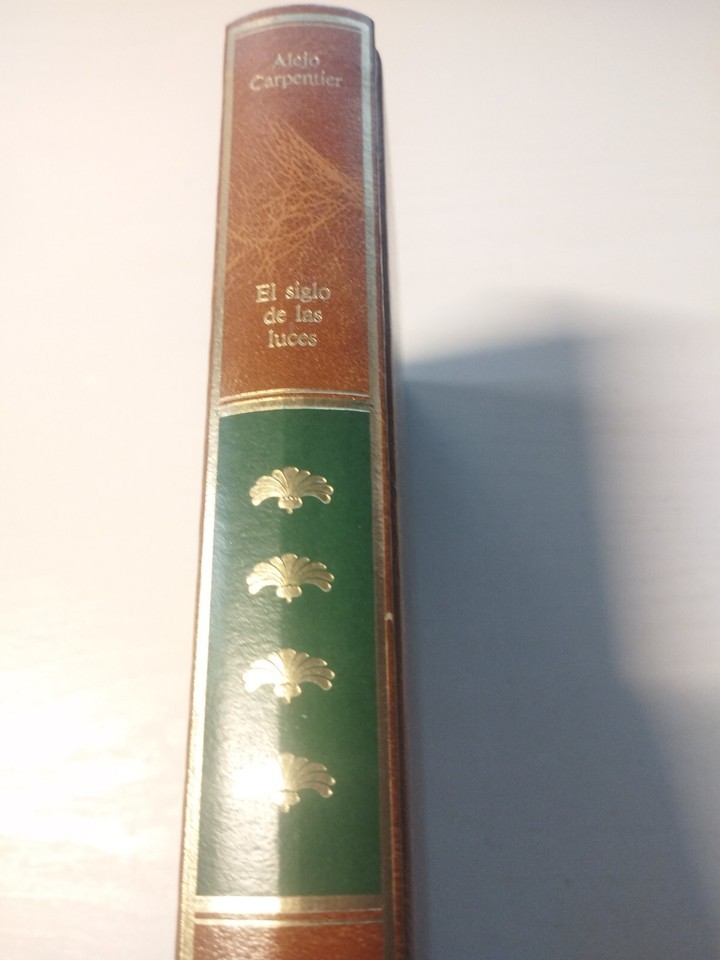 Alejo
Carpentier
El siglo
de las
luces